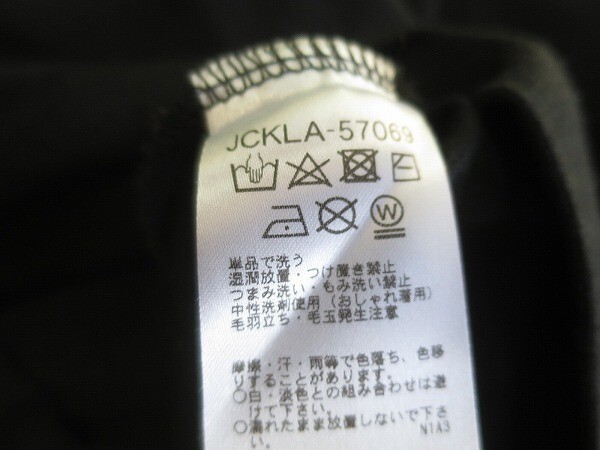 JCKLA-57069
W
単品で洗う
湿潤放置・つけ置き禁止
つまみ洗い・もみ洗い禁止
中性洗剤使用（おしゃれ着用）
毛羽立ち・毛玉発生注意
摩擦・汗・雨等で色落ち、色移
りすることがあります。
○白・淡色との組み合わせは避
けて下さい。
○濡れたまま放置しないで下さ
い。
N1A3